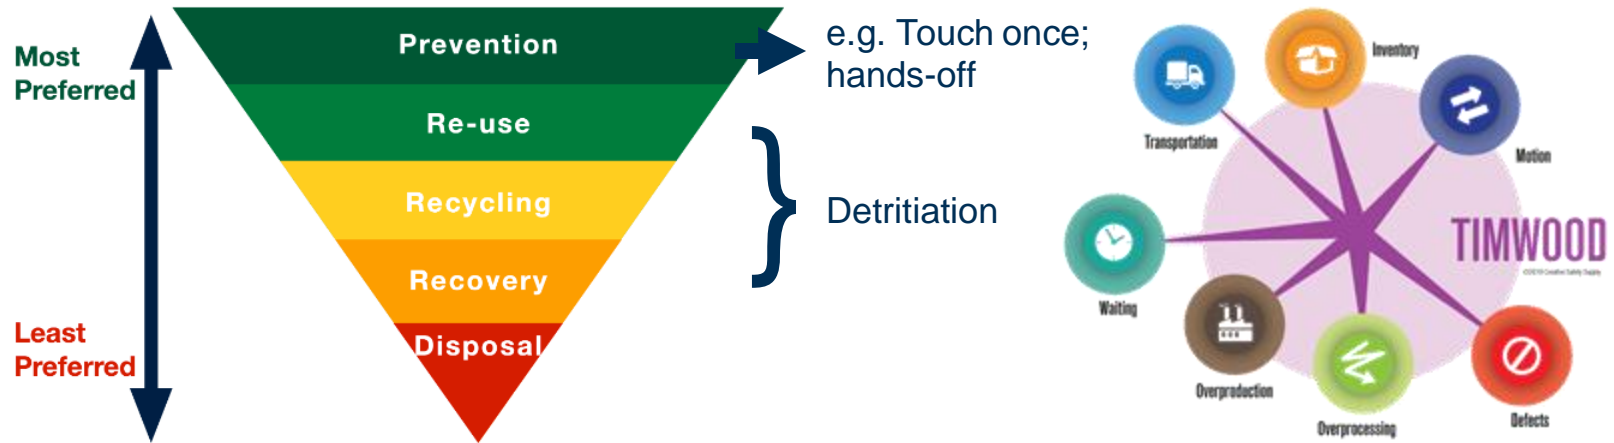 Most
Preferred
Least
Preferred
Prevention
Re-use
Recycling
Recovery
Disposal
e.g. Touch once;
hands-off
Detritiation
Transportation
Inventory
Motion
TIMWOOD
Waiting
Overproduction
Overprocessing
Defects